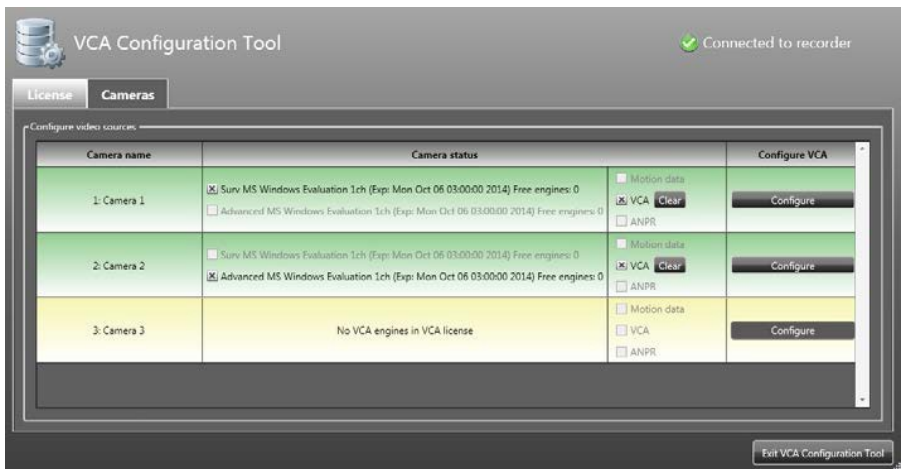 VCA Configuration Tool
Connected to recorder
License
Cameras
Configure video sources
Camera name
Camera status
Configure VCA
1: Camera 1
Surv MS Windows Evaluation 1ch (Exp: Mon Oct 06 03:00:00 2014) Free engines: 0
Advanced MS Windows Evaluation 1ch (Exp: Mon Oct 06 03:00:00 2014) Free engines: 0
Motion data
VCA Clear
ANPR
Configure
2: Camera 2
Surv MS Windows Evaluation 1ch (Exp: Mon Oct 06 03:00:00 2014) Free engines: 0
Advanced MS Windows Evaluation 1ch (Exp: Mon Oct 06 03:00:00 2014) Free engines: 0
Motion data
VCA Clear
ANPR
Configure
3: Camera 3
No VCA engines in VCA license
Motion data
VCA
ANPR
Configure
Exit VCA Configuration Tool